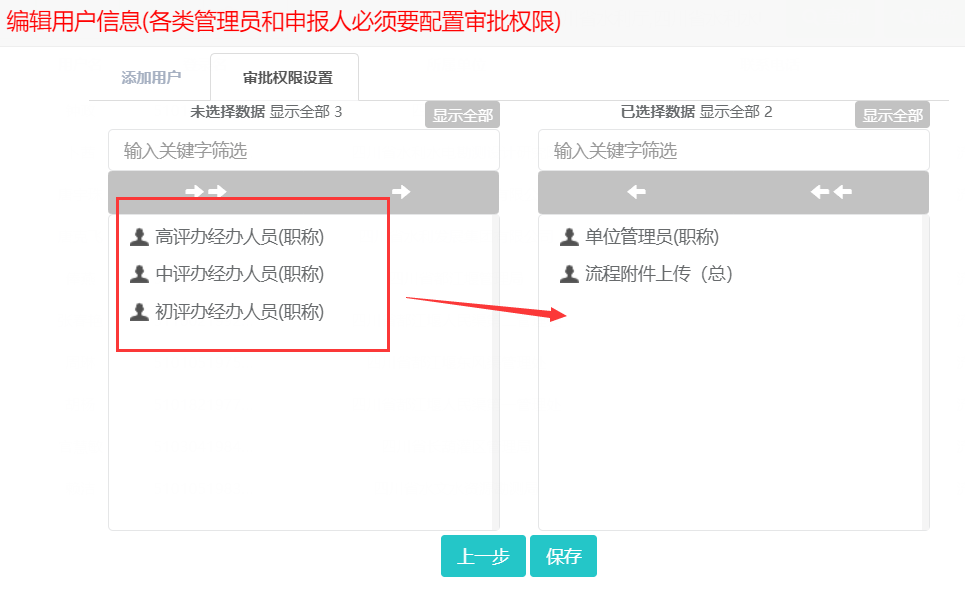 编辑用户信息(各类管理员和申报人必须要配置审批权限)
添加用户
审批权限设置
未选择数据 显示全部 3
显示全部
输入关键字筛选
高评办经办人员(职称)
中评办经办人员(职称)
初评办经办人员(职称)
已选择数据 显示全部 2
显示全部
输入关键字筛选
单位管理员(职称)
流程附件上传（总）
上一步
保存